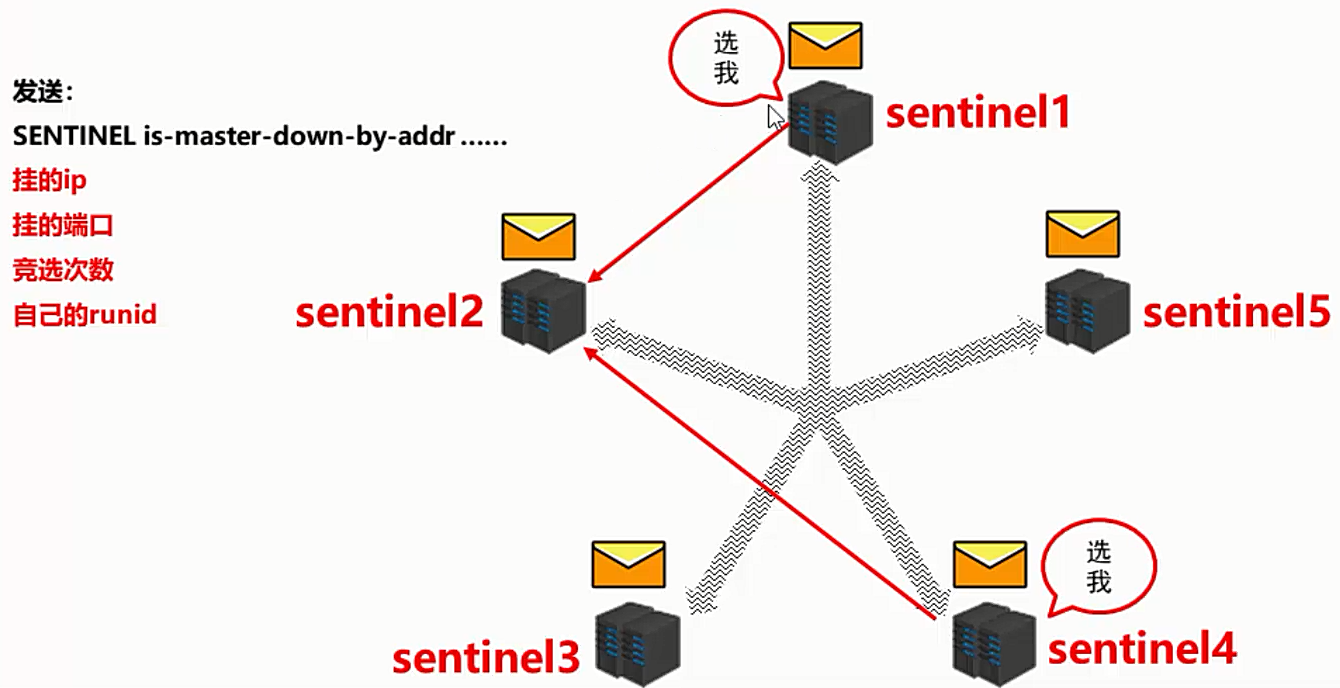 发送：
SENTINEL is-master-down-by-addr ……
挂的ip
挂的端口
竞选次数
自己的runid
选
我
sentinel1
sentinel2
sentinel5
sentinel3
选
我
sentinel4